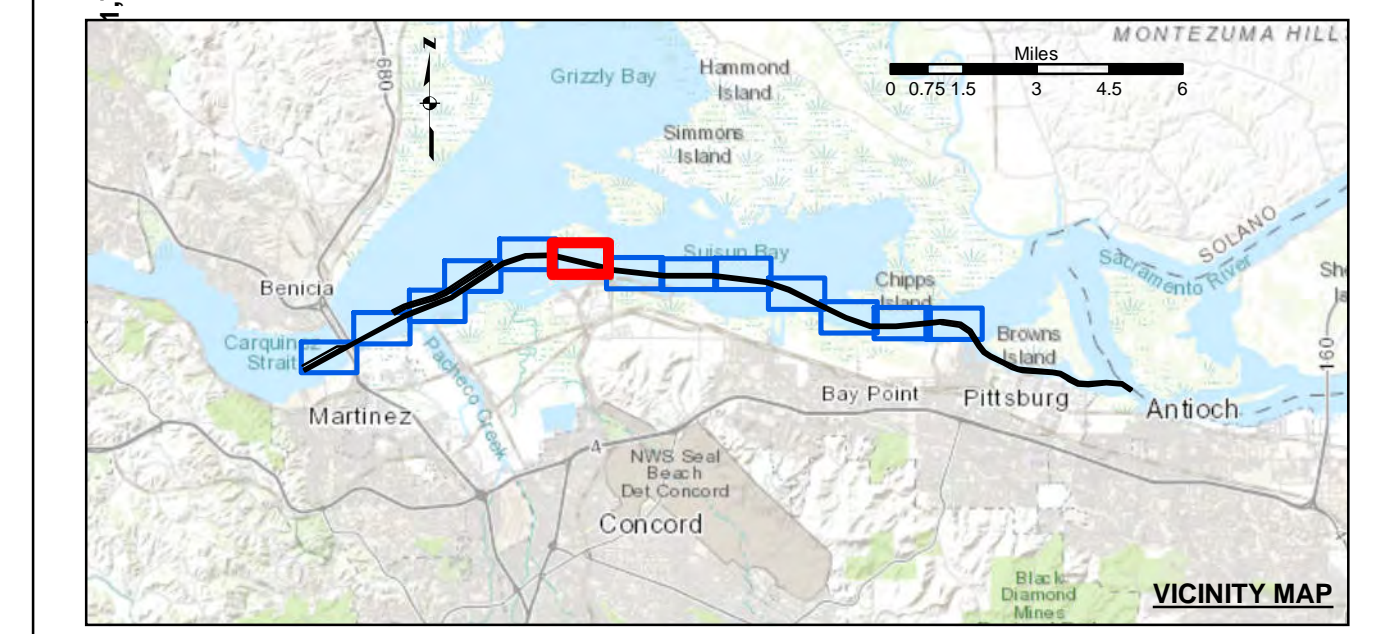 MONTEZUMA HILL
Miles
0 0.75 1.5 3 4.5 6
N
680
Grizzly Bay
Hammond
Island
Simmons
Island
SOLANO
Sacramento River
Suisun Bay
Benicia
Chipps
Island
Carquinez
Strait
Browns
Island
160
Pacheco Creek
Bay Point
Pittsburg
Antioch
Martinez
4
NWS Seal
Beach
Det Concord
Concord
Black
Diamond
Mines
VICINITY MAP